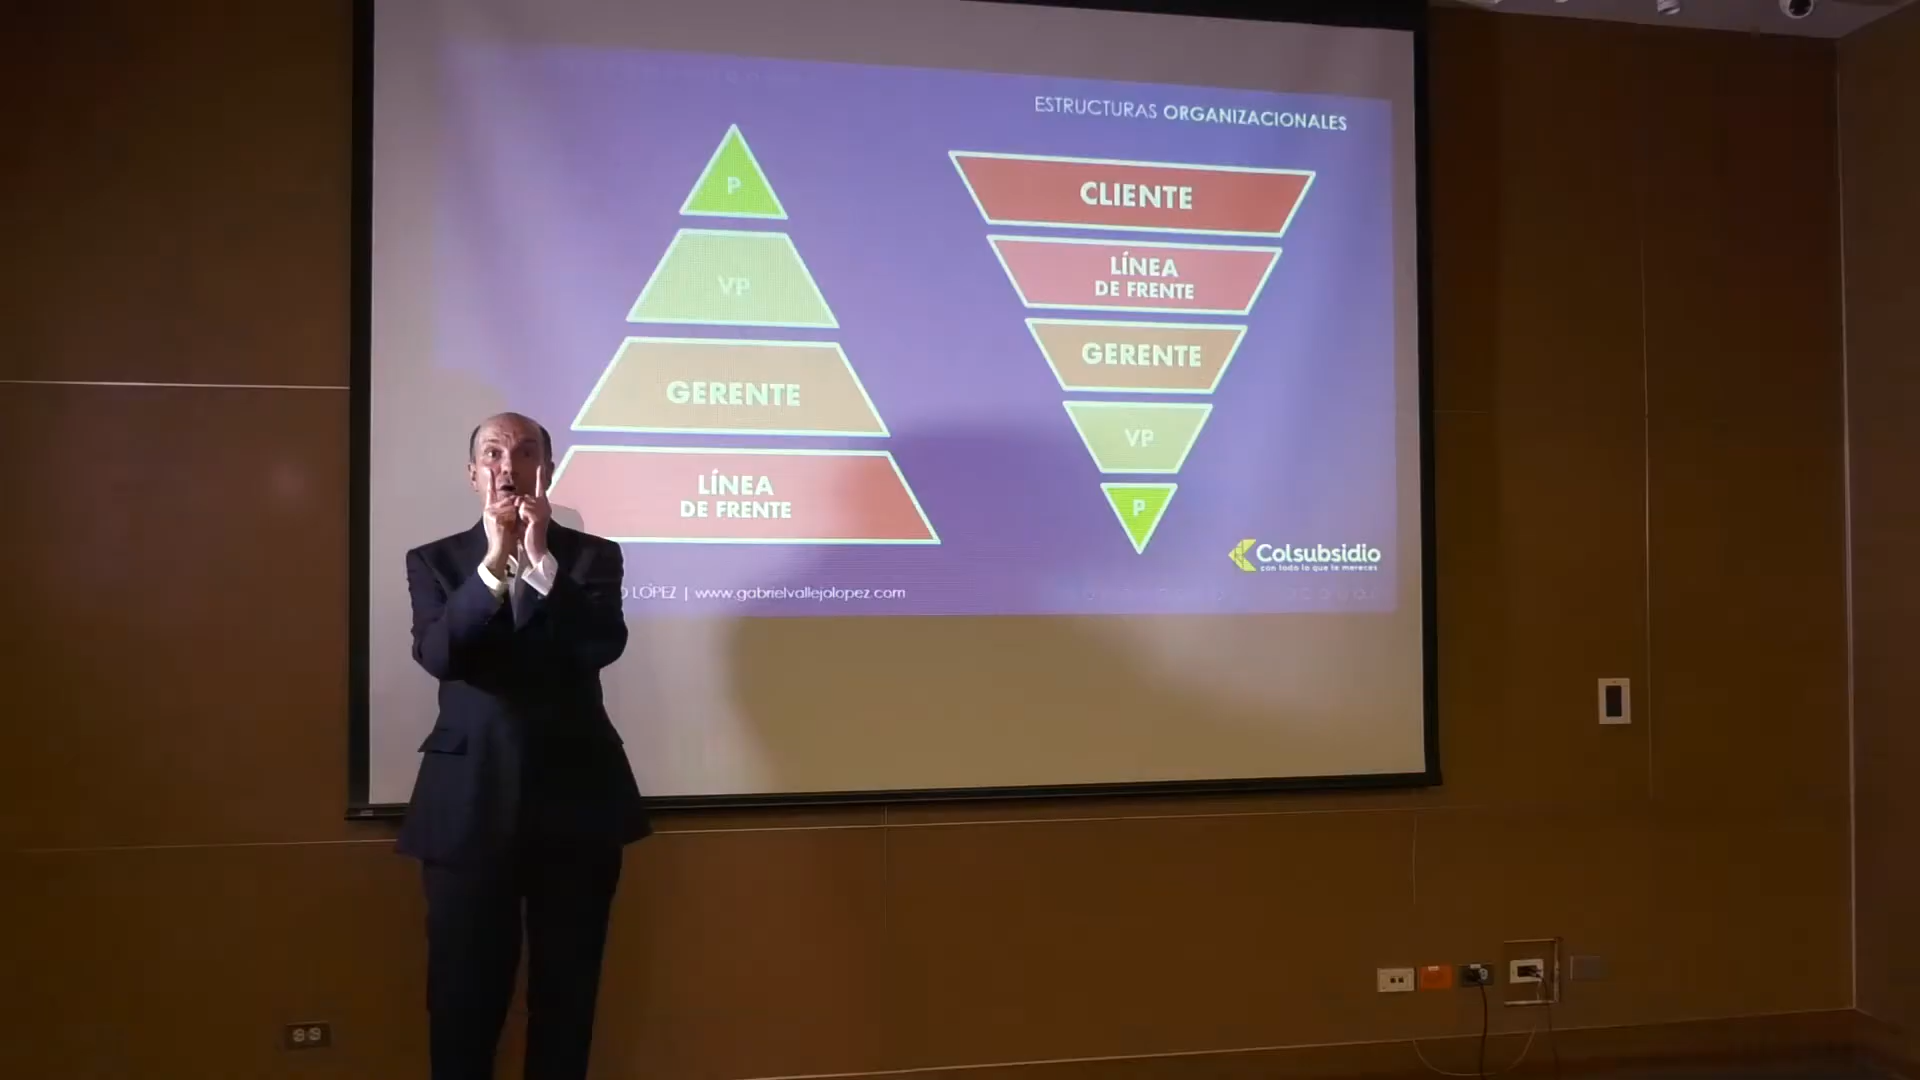 ESTRUCTURAS ORGANIZACIONALES
P
VP
GERENTE
LÍNEA
DE FRENTE
CLIENTE
LÍNEA
DE FRENTE
GERENTE
VP
P
Colsubsidio
con todo lo que te mereces
LÓPEZ | www.gabrielvallejolopez.com